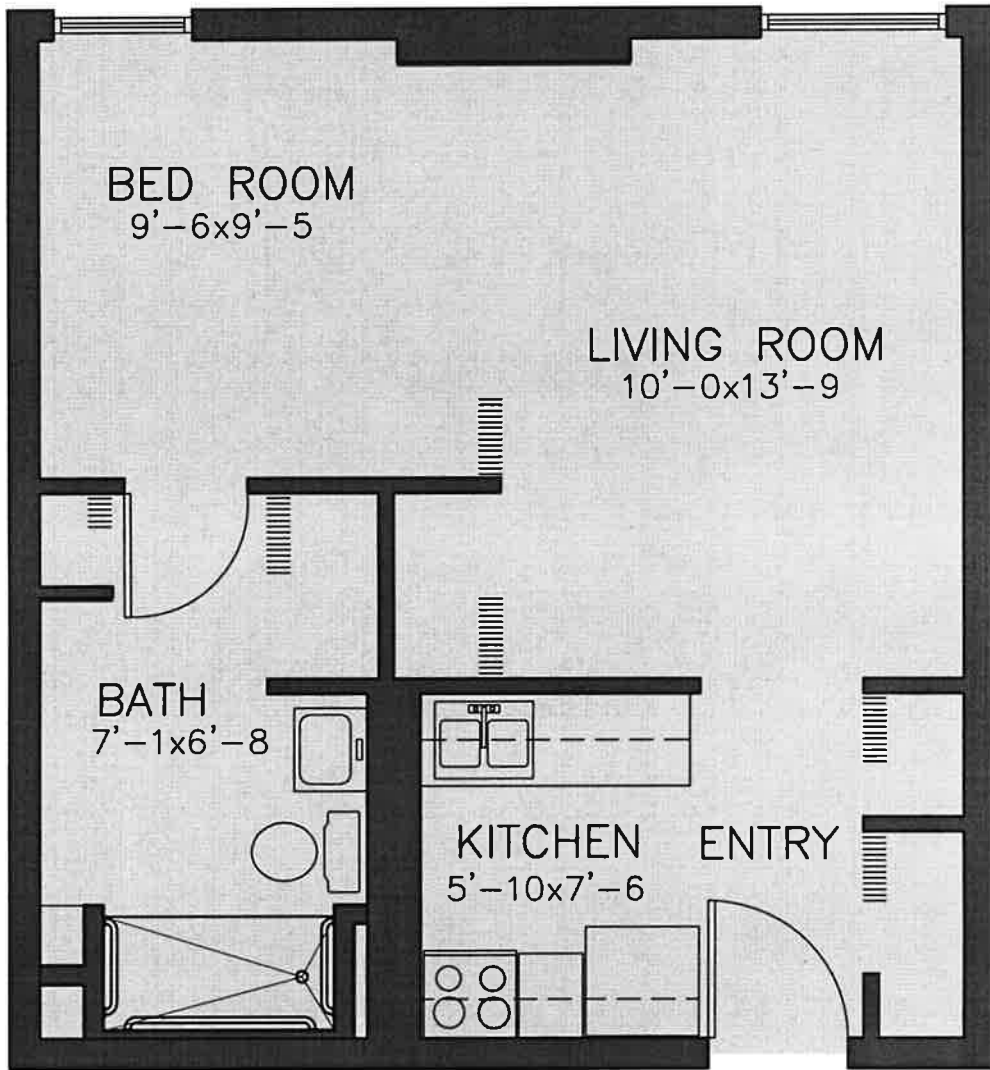 BED ROOM
9'-6x9'-5
LIVING ROOM
10'-0x13'-9
BATH
7'-1x6'-8
KITCHEN
5'-10x7'-6
ENTRY